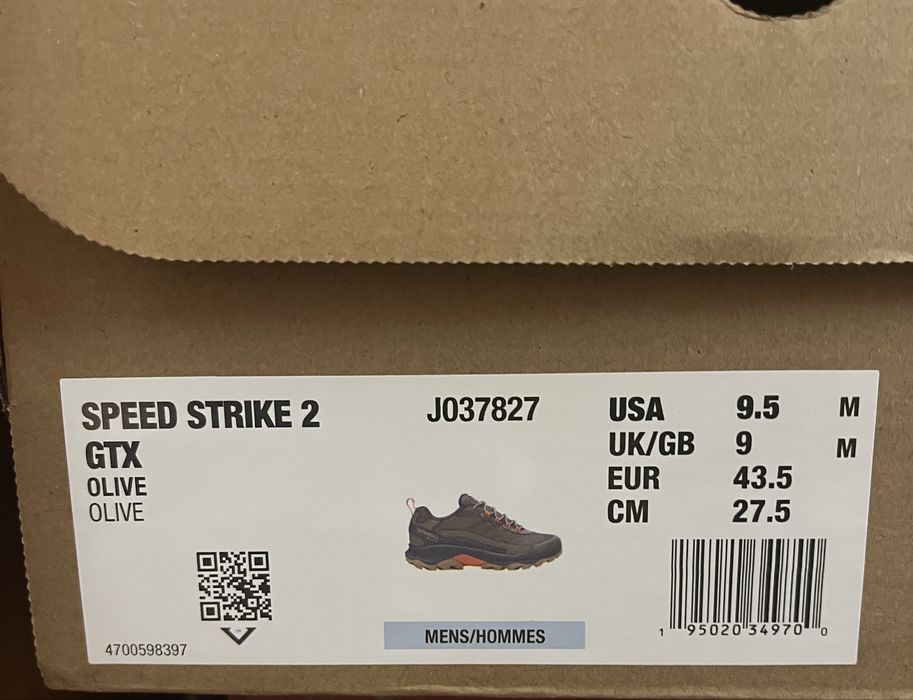 SPEED STRIKE 2
GTX
OLIVE
OLIVE
4700598397
J037827
MENS/HOMMES
USA 9.5 M
UK/GB 9 M
EUR 43.5
CM 27.5
1 95020 34970 0